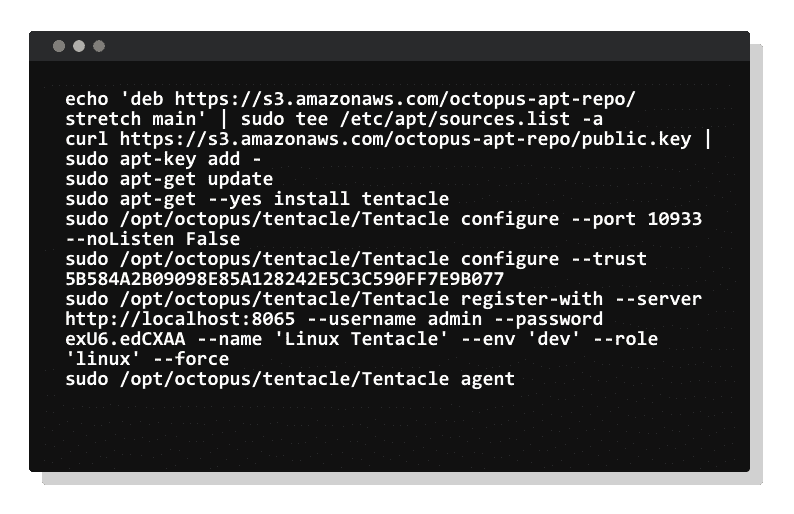 echo 'deb https://s3.amazonaws.com/octopus-apt-repo/
stretch main' | sudo tee /etc/apt/sources.list -a
curl https://s3.amazonaws.com/octopus-apt-repo/public.key |
sudo apt-key add -
sudo apt-get update
sudo apt-get --yes install tentacle
sudo /opt/octopus/tentacle/Tentacle configure --port 10933
--noListen False
sudo /opt/octopus/tentacle/Tentacle configure --trust
5B584A2B09098E85A128242E5C3C590FF7E9B077
sudo /opt/octopus/tentacle/Tentacle register-with --server
http://localhost:8065 --username admin --password
exU6.edCXAA --name 'Linux Tentacle' --env 'dev' --role
'linux' --force
sudo /opt/octopus/tentacle/Tentacle agent